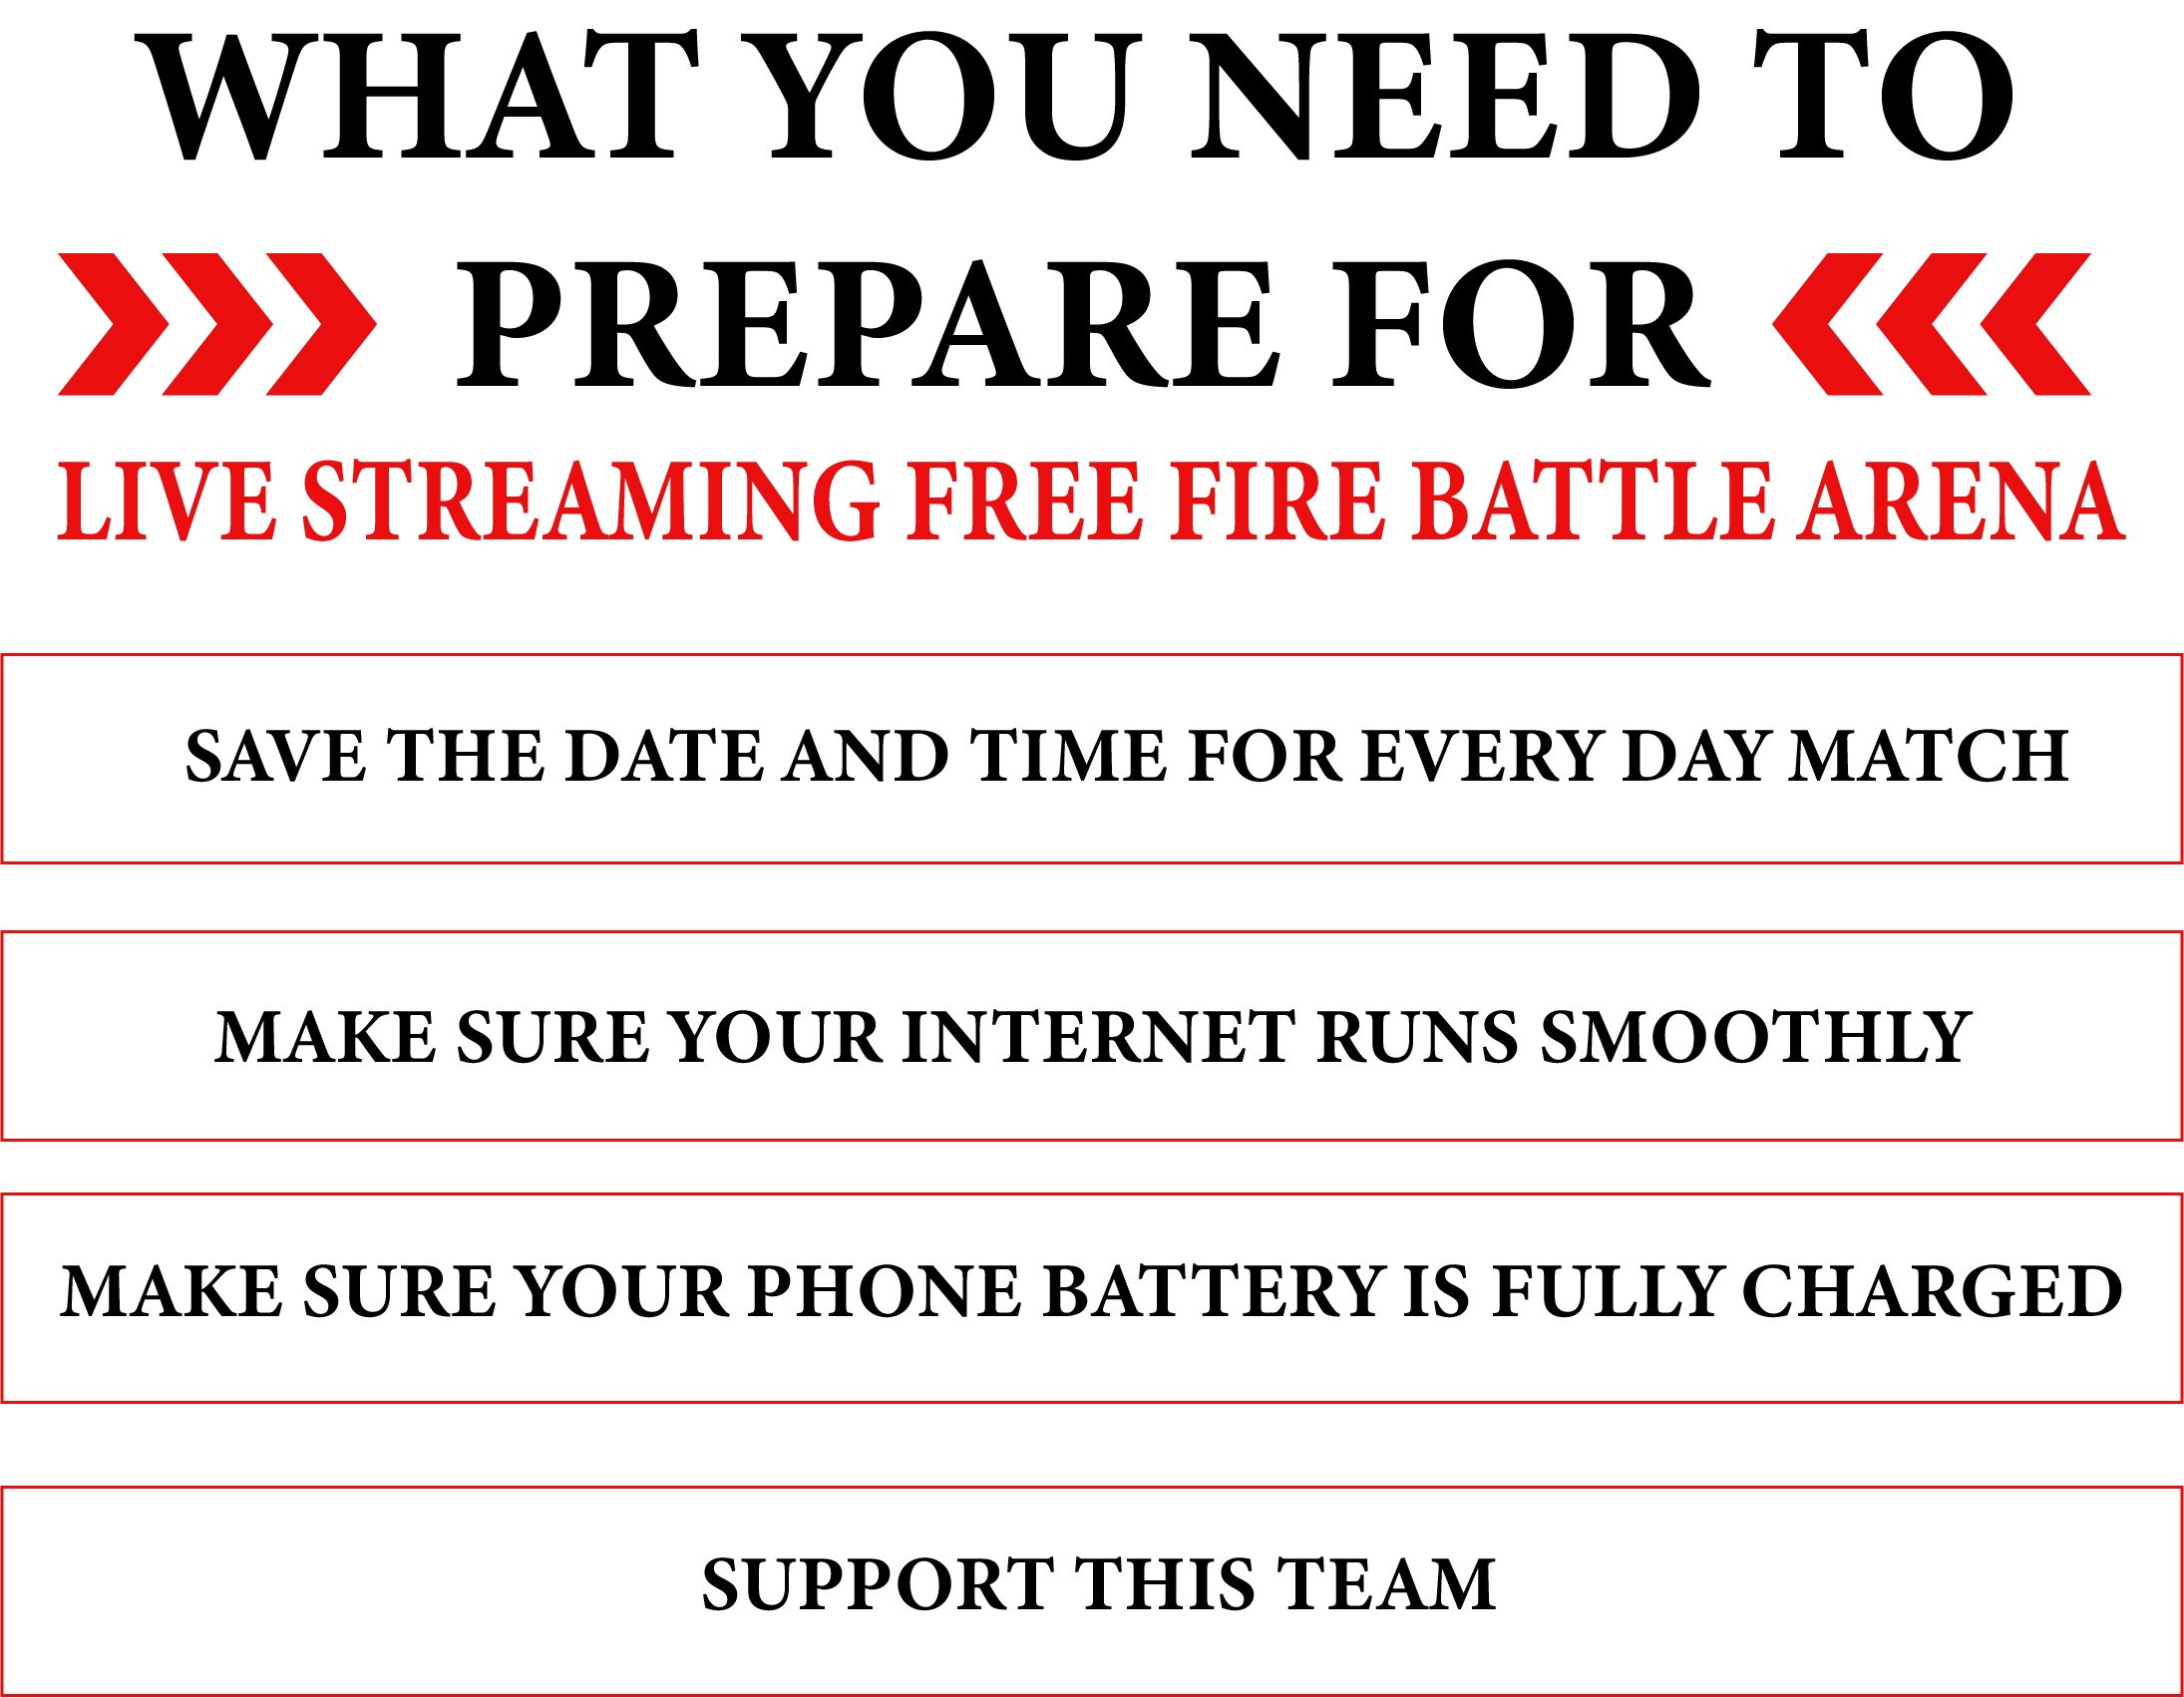 WHAT YOU NEED TO
PREPARE FOR
LIVE STREAMING FREE FIRE BATTLE ARENA
SAVE THE DATE AND TIME FOR EVERY DAY MATCH
MAKE SURE YOUR INTERNET RUNS SMOOTHLY
MAKE SURE YOUR PHONE BATTERY IS FULLY CHARGED
SUPPORT THIS TEAM